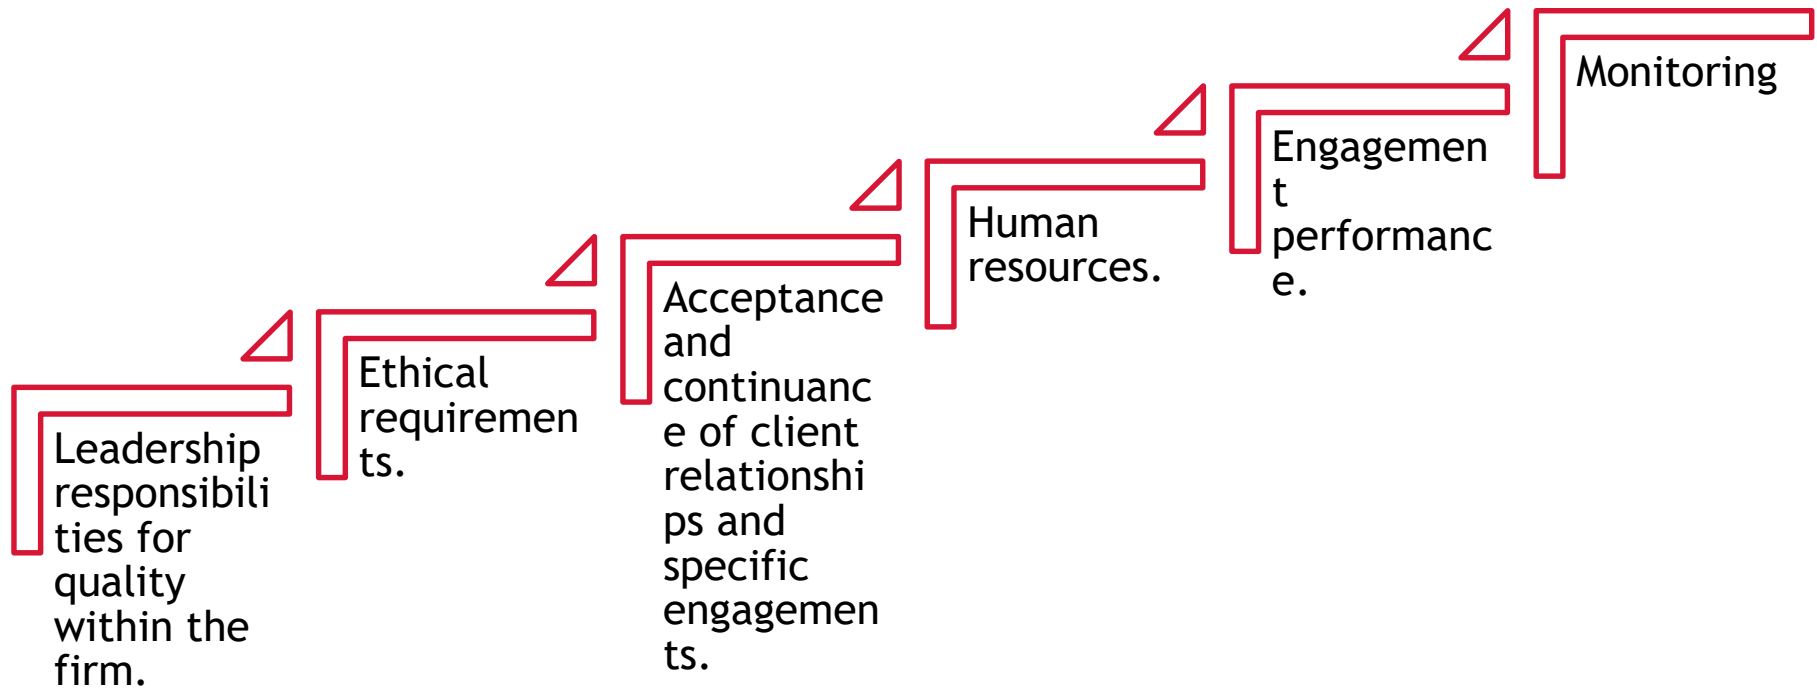 Leadership
responsibili
ties for
quality
within the
firm.
Ethical
requiremen
ts.
Acceptance
and
continuanc
e of client
relationshi
ps and
specific
engagemen
ts.
Human
resources.
Engagemen
t
performanc
e.
Monitoring